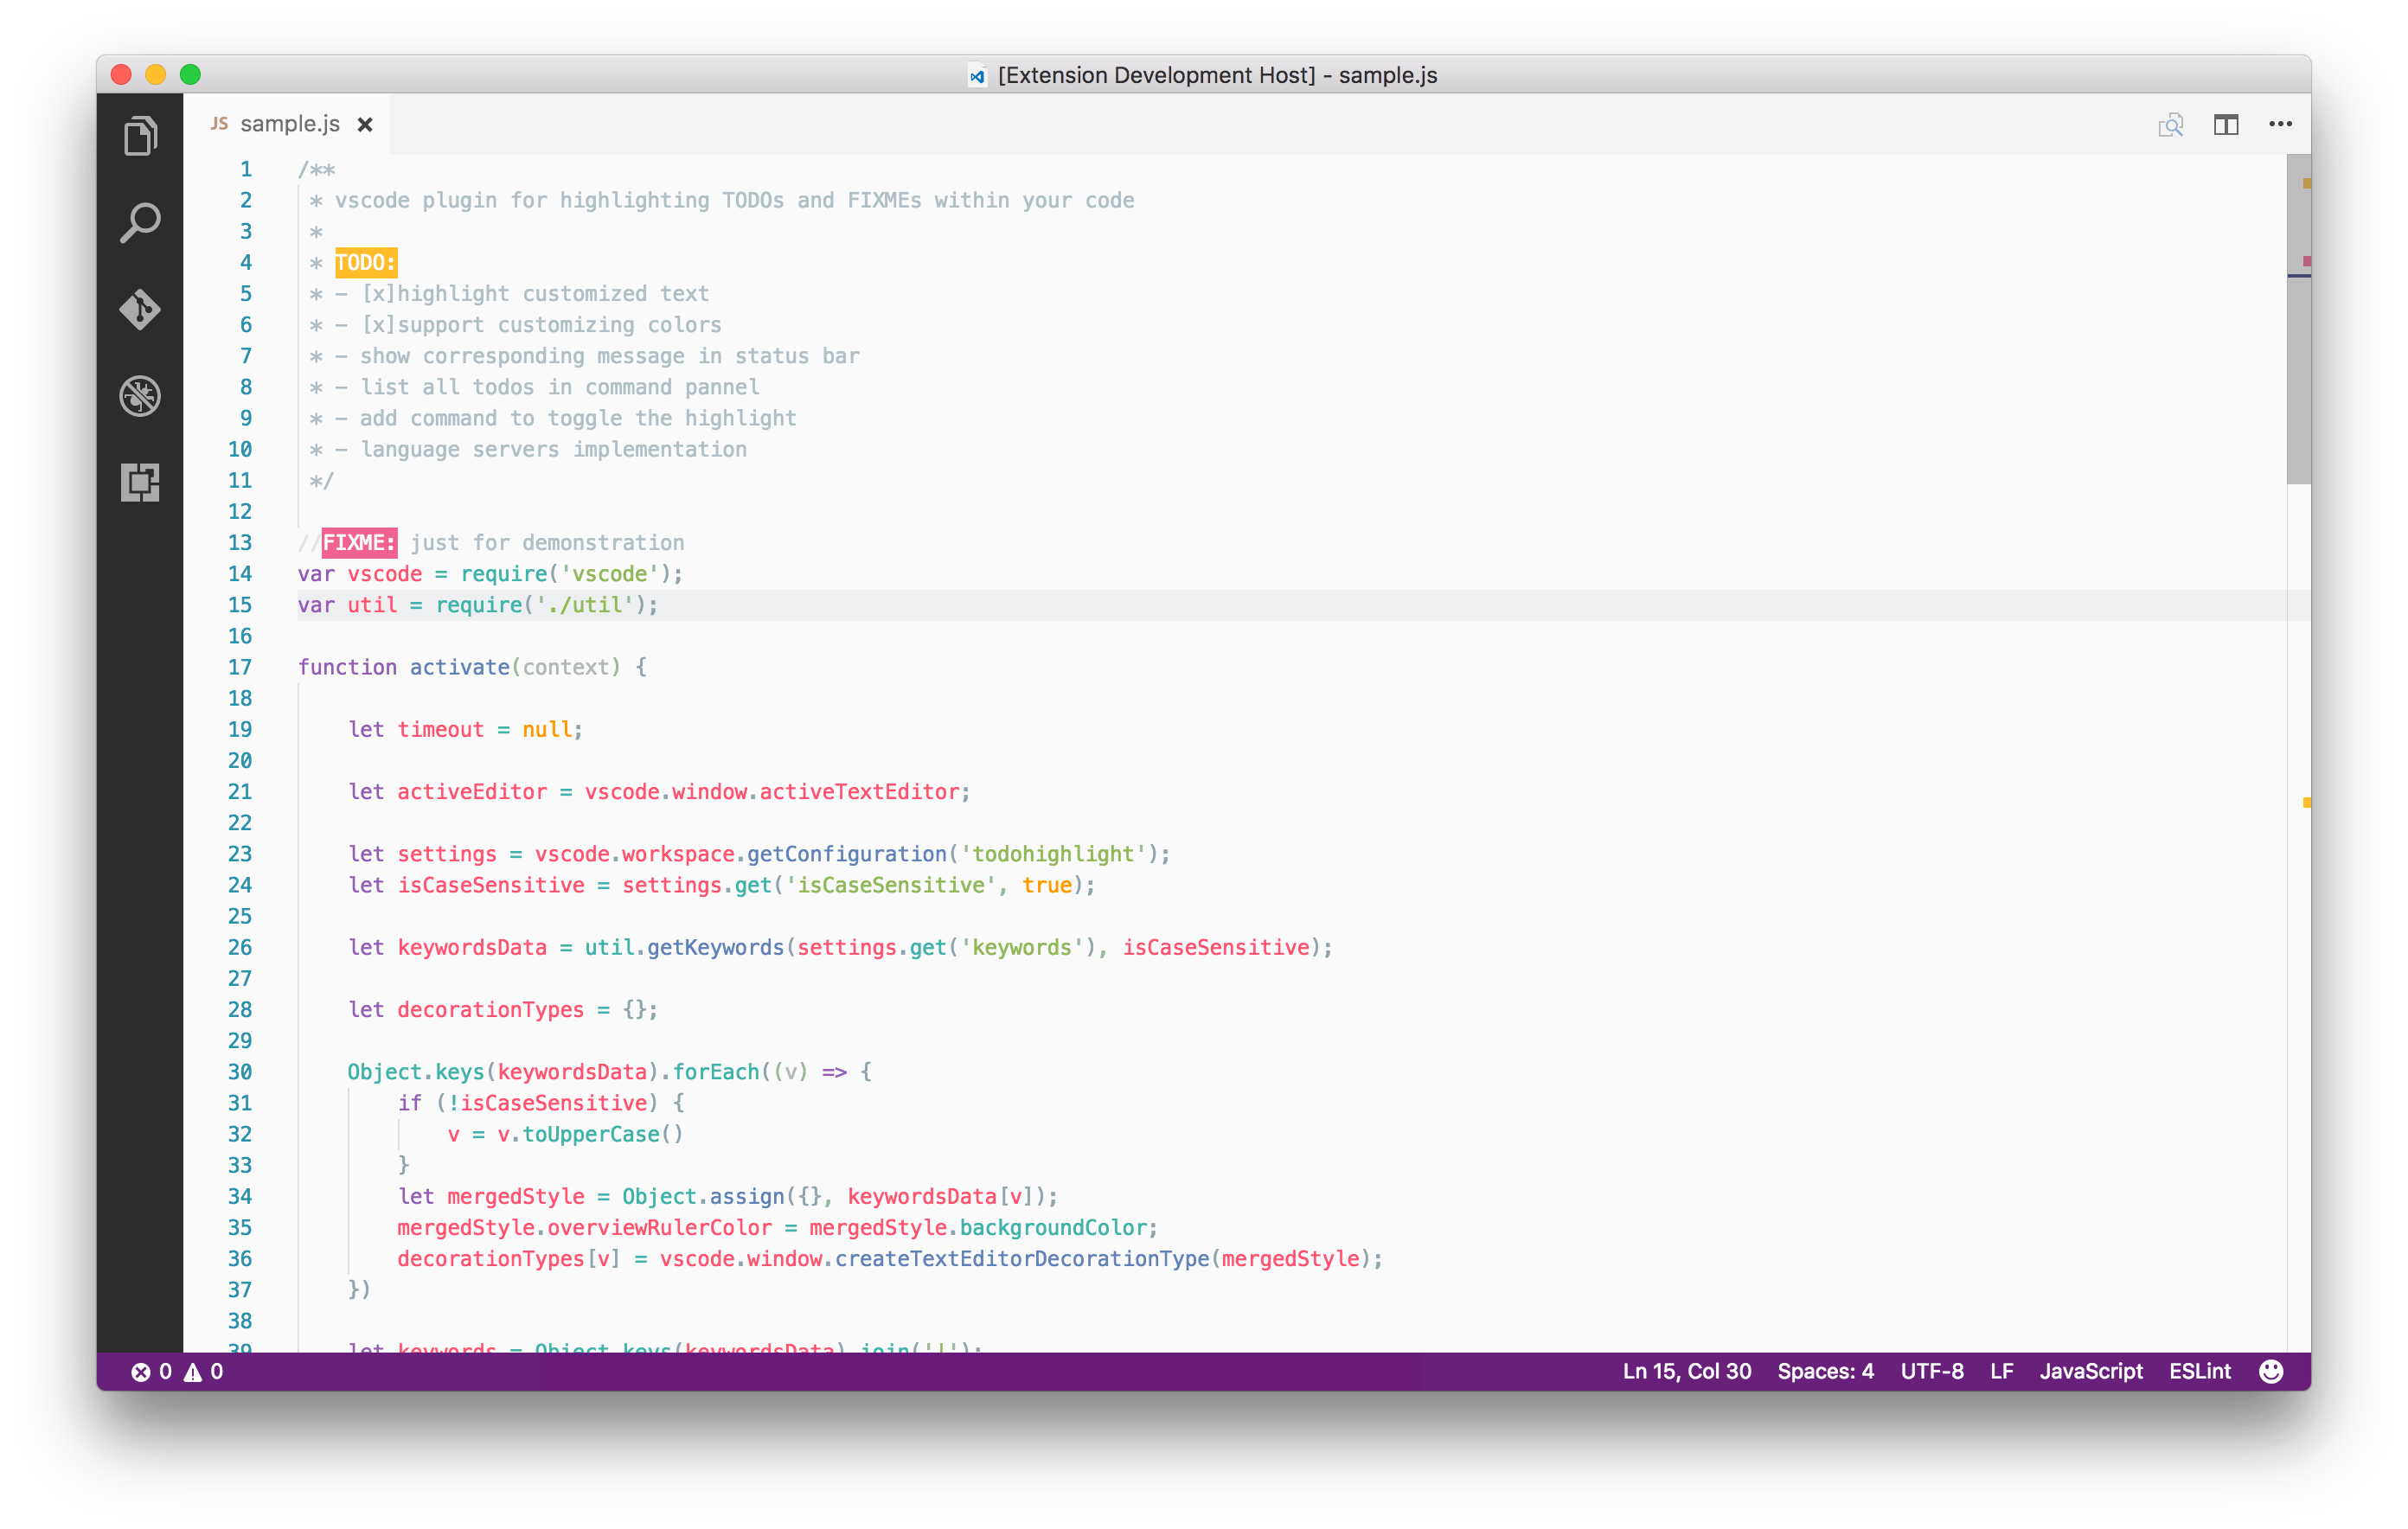 [Extension Development Host] - sample.js
JS sample.js
1 /**
2 * vscode plugin for highlighting TODOs and FIXMEs within your code
3 *
4 * TODO:
5 * - [x]highlight customized text
6 * - [x]support customizing colors
7 * - show corresponding message in status bar
8 * - list all todos in command pannel
9 * - add command to toggle the highlight
10 * - language servers implementation
11 */
12
13 //FIXME: just for demonstration
14 var vscode = require('vscode');
15 var util = require('./util');
16
17 function activate(context) {
18
19 let timeout = null;
20
21 let activeEditor = vscode.window.activeTextEditor;
22
23 let settings = vscode.workspace.getConfiguration('todohighlight');
24 let isCaseSensitive = settings.get('isCaseSensitive', true);
25
26 let keywordsData = util.getKeywords(settings.get('keywords'), isCaseSensitive);
27
28 let decorationTypes = {};
29
30 Object.keys(keywordsData).forEach((v) => {
31 if (!isCaseSensitive) {
32 v = v.toUpperCase()
33 }
34 let mergedStyle = Object.assign({}, keywordsData[v]);
35 mergedStyle.overviewRulerColor = mergedStyle.backgroundColor;
36 decorationTypes[v] = vscode.window.createTextEditorDecorationType(mergedStyle);
37 })
38
39 let keywords = Object.keys(keywordsData).join('|');
0 0 Ln 15, Col 30 Spaces: 4 UTF-8 LF JavaScript ESLint